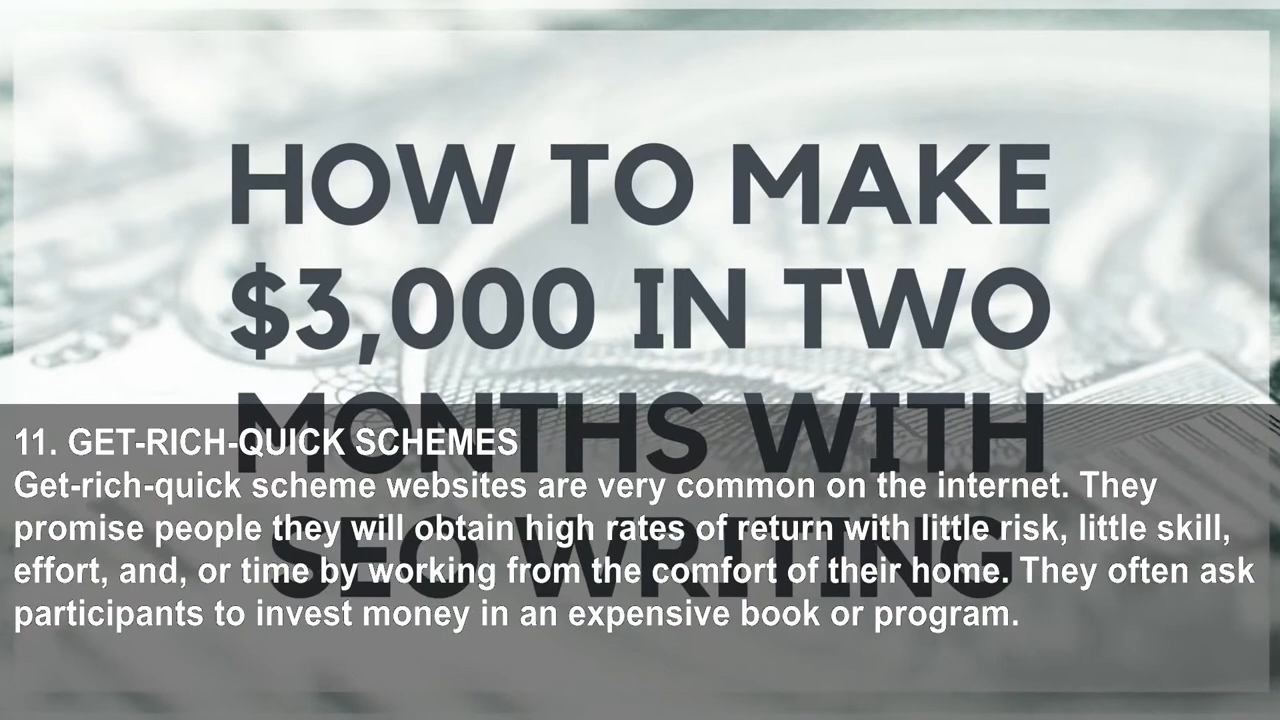 HOW TO MAKE
$3,000 IN TWO
MONTHS WITH
SEO WRITING
11. GET-RICH-QUICK SCHEMES
Get-rich-quick scheme websites are very common on the internet. They
promise people they will obtain high rates of return with little risk, little skill,
effort, and, or time by working from the comfort of their home. They often ask
participants to invest money in an expensive book or program.